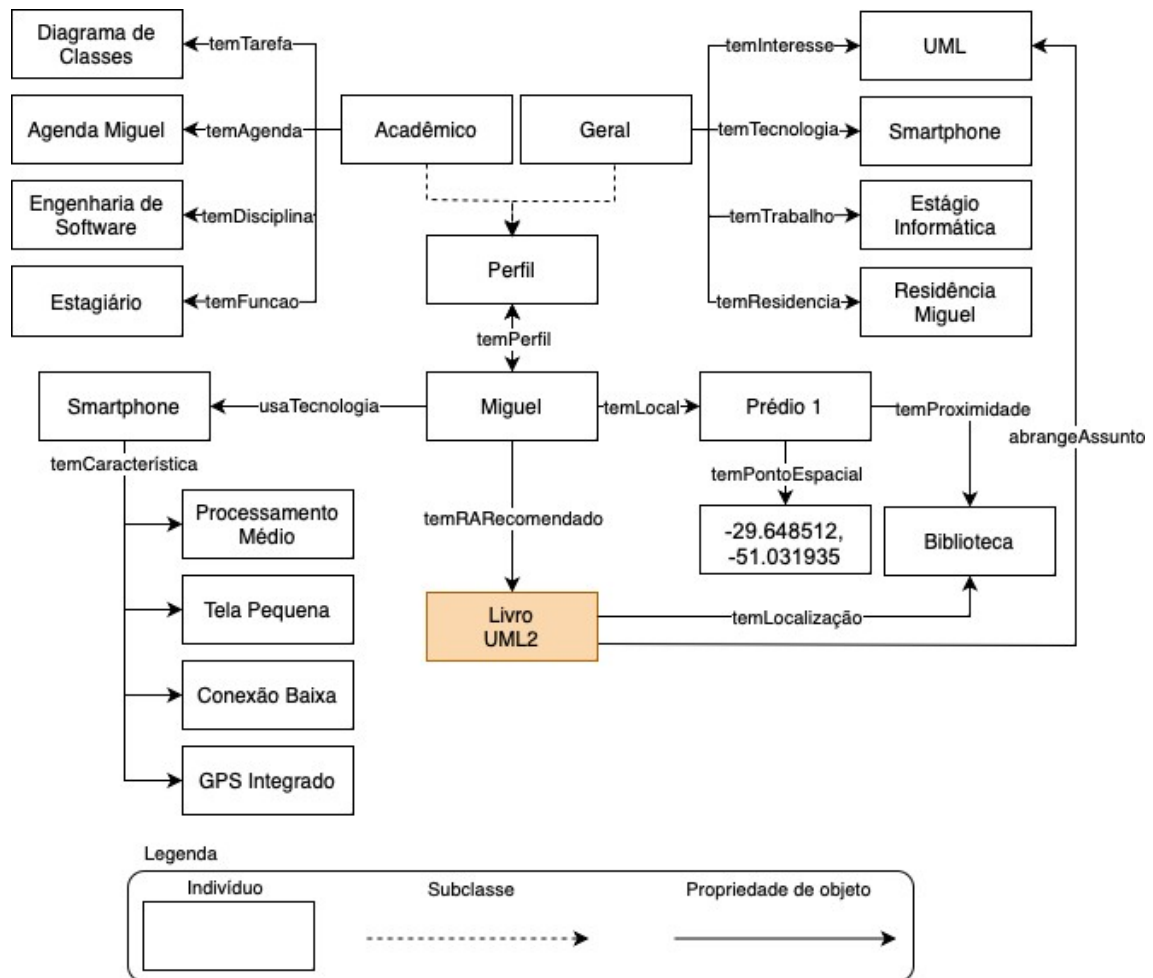 Diagrama de
Classes
temTarefa
temInteresse
UML
Agenda Miguel
temAgenda
Acadêmico
Geral
temTecnologia
Smartphone
Engenharia de
Software
temDisciplina
temTrabalho
Estágio
Informática
Perfil
Estagiário
temFuncao
temResidencia
Residência
Miguel
temPerfil
Smartphone
usaTecnologia
Miguel
temLocal
Prédio 1
temProximidade
abrangeAssunto
temCaracterística
temPontoEspacial
Processamento
Médio
temRARecomendado
-29.648512,
-51.031935
Biblioteca
Tela Pequena
Livro
UML2
temLocalização
Conexão Baixa
GPS Integrado
Legenda
Indivíduo
Subclasse
Propriedade de objeto